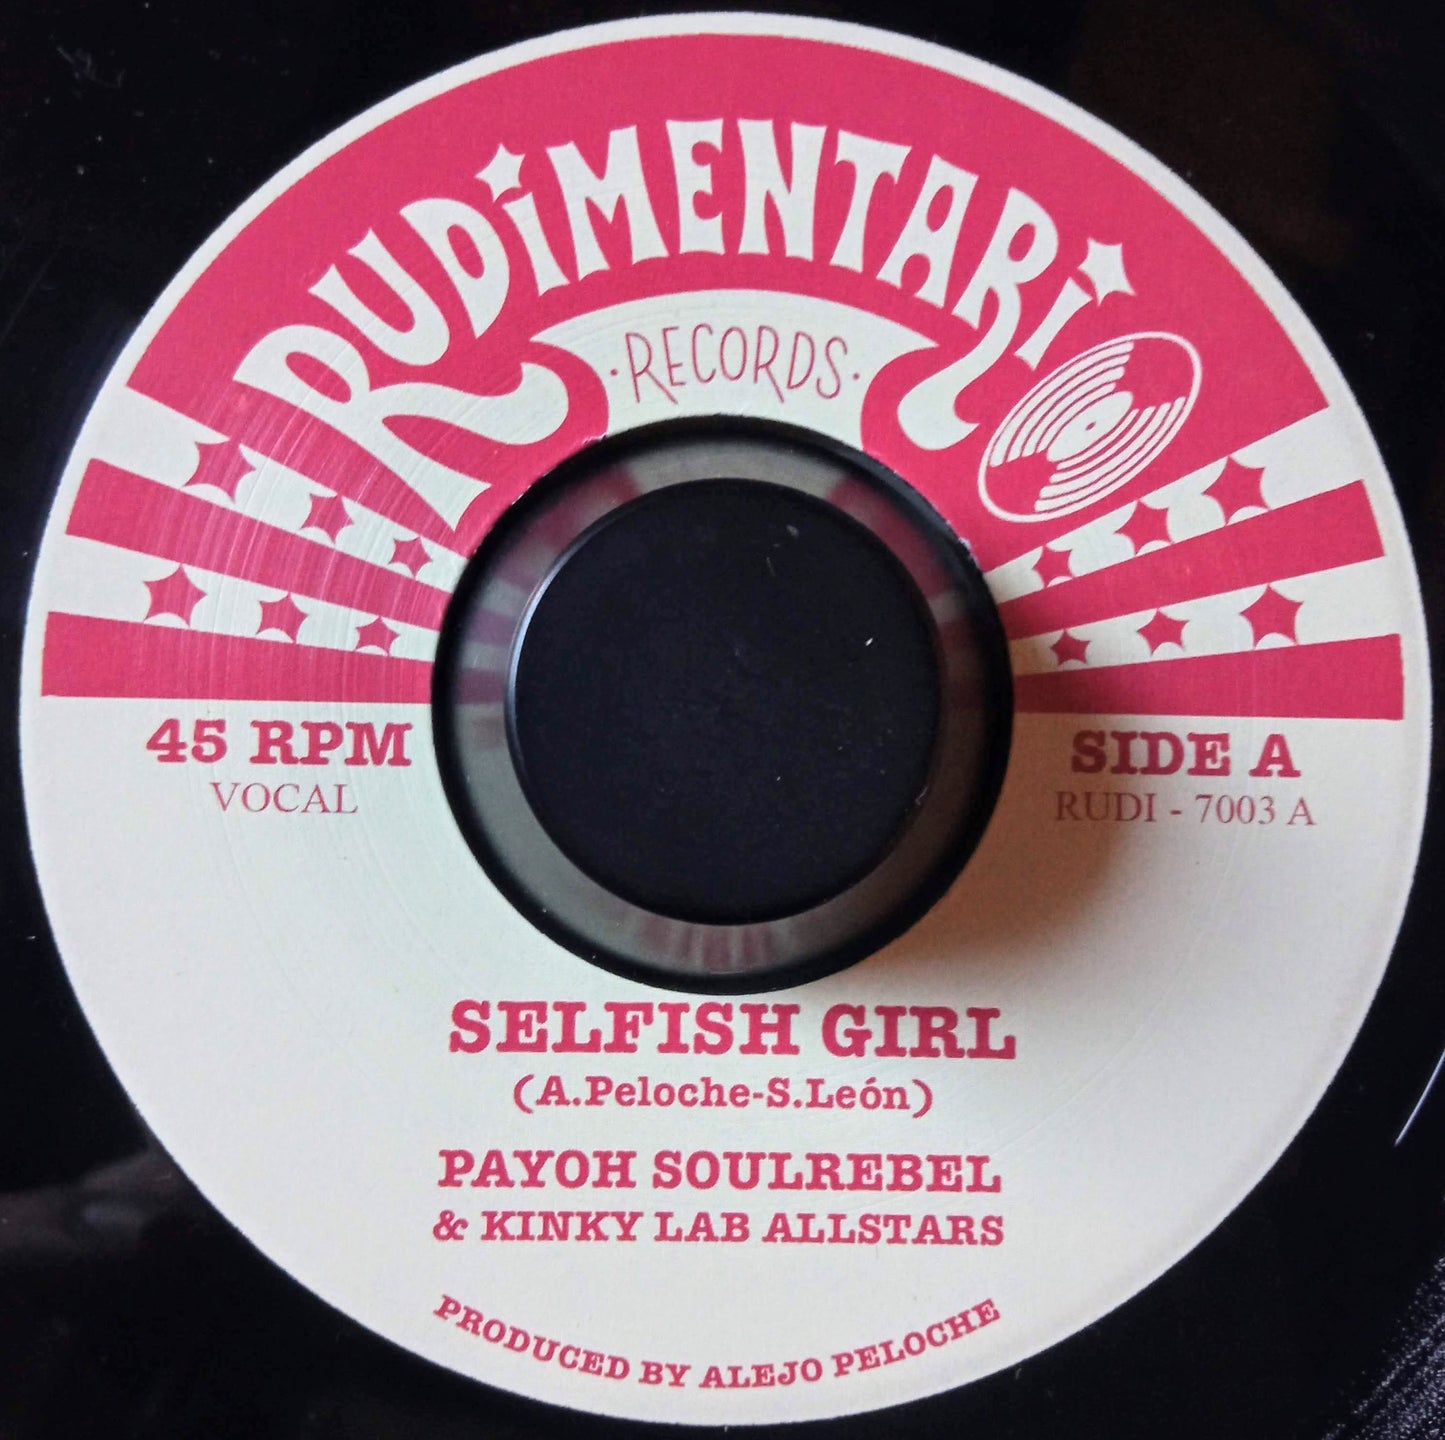 RUDiMENTARi
·RECORDS·
45 RPM
VOCAL
SIDE A
RUDI - 7003 A
SELFISH GIRL
(A.Peloche-S.León)
PAYOH SOULREBEL
& KINKY LAB ALLSTARS
PRODUCED BY ALEJO PELOCHE